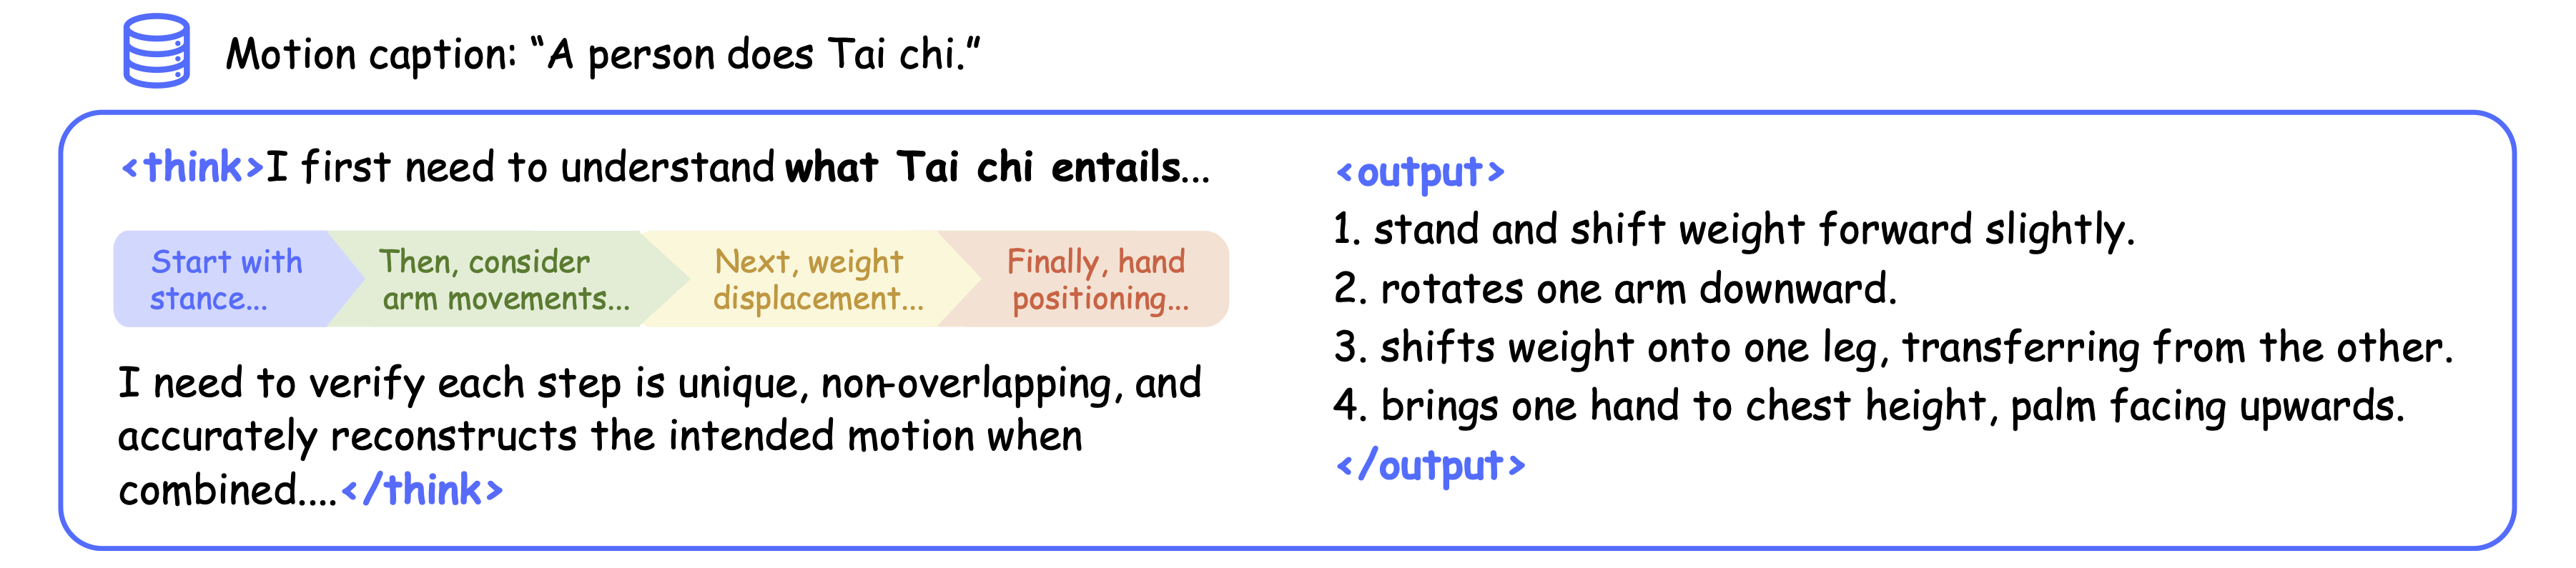 Motion caption: “A person does Tai chi.”
<think>I first need to understand what Tai chi entails...
Start with
stance...
Then, consider
arm movements...
Next, weight
displacement...
Finally, hand
positioning...
I need to verify each step is unique, non-overlapping, and
accurately reconstructs the intended motion when
combined....</think>
<output>
1. stand and shift weight forward slightly.
2. rotates one arm downward.
3. shifts weight onto one leg, transferring from the other.
4. brings one hand to chest height, palm facing upwards.
</output>